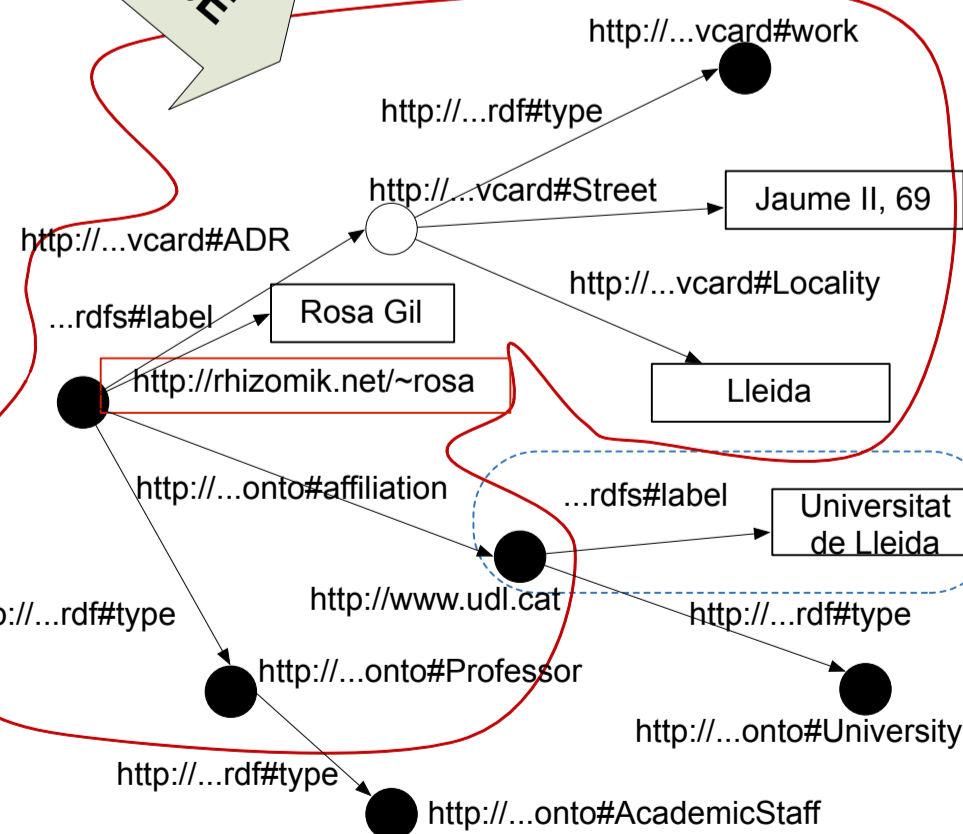 http://...vcard#work
http://...rdf#type
http://...vcard#Street
Jaume II, 69
http://...vcard#ADR
http://...vcard#Locality
...rdfs#label
Rosa Gil
http://rhizomik.net/~rosa
Lleida
http://...onto#affiliation
...rdfs#label
Universitat
de Lleida
http://www.udl.cat
p://...rdf#type
http://...rdf#type
http://...onto#Professor
http://...onto#University
http://...rdf#type
http://...onto#AcademicStaff